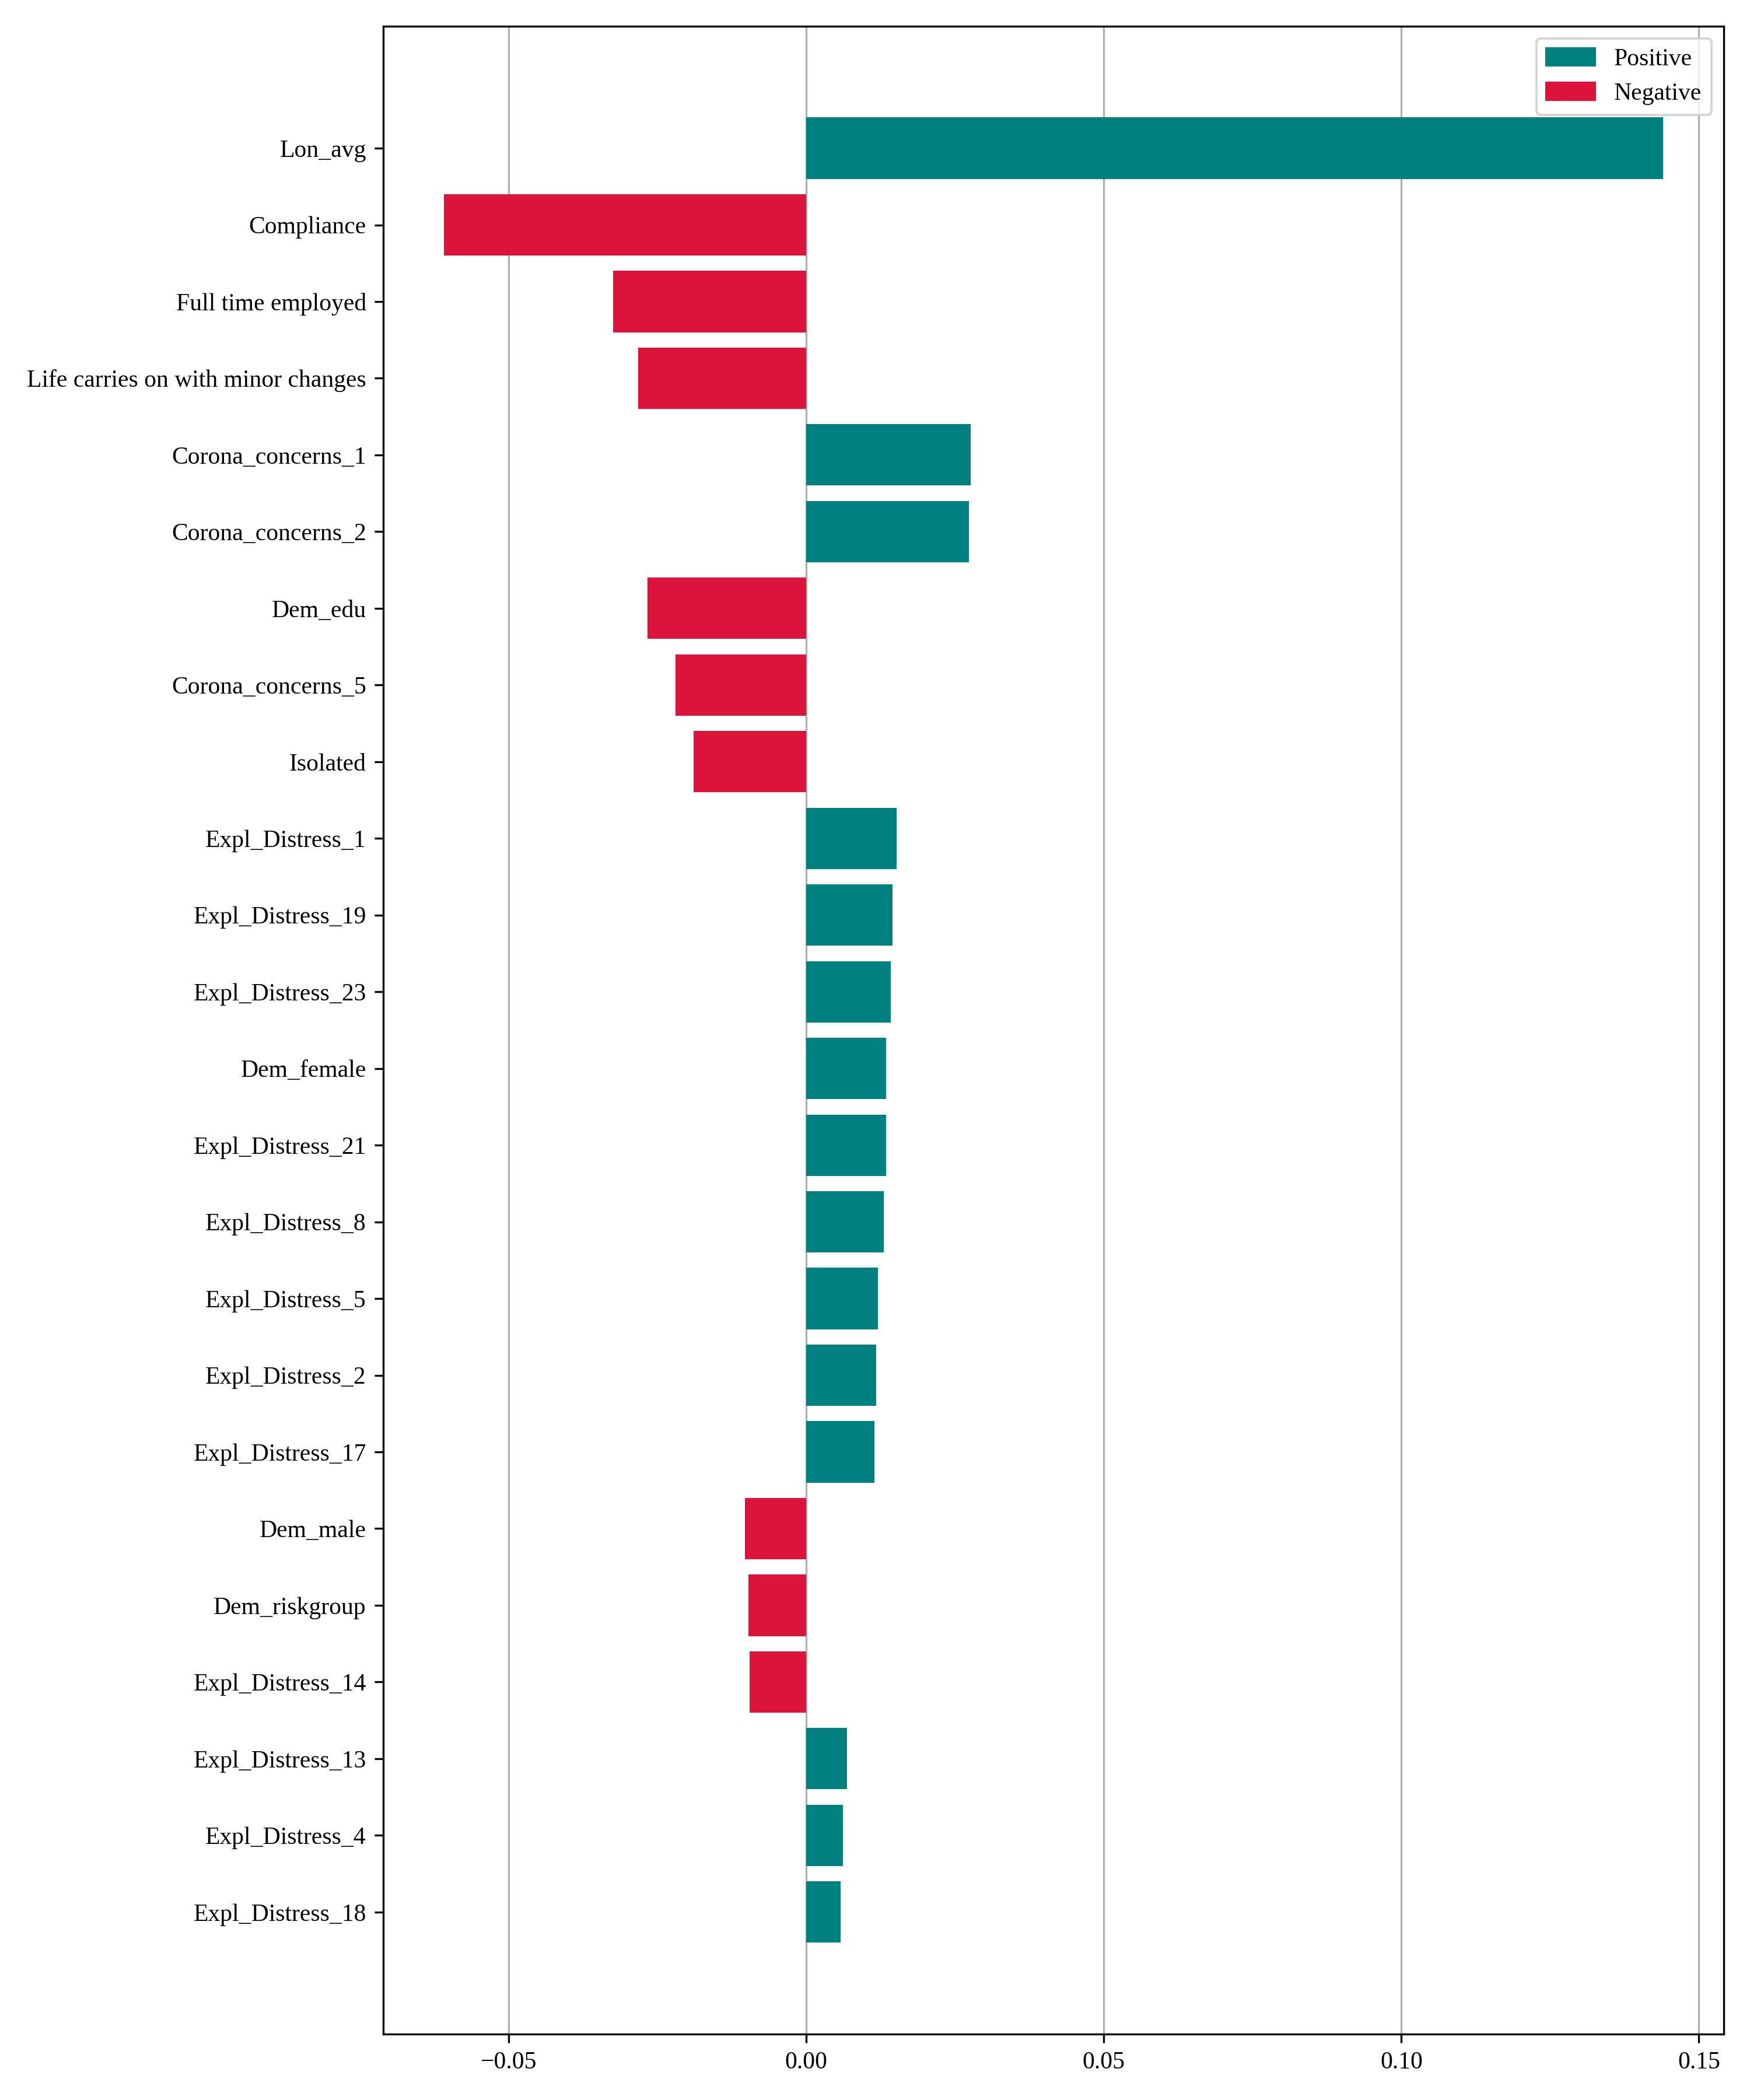 Positive
Negative
Lon_avg
Compliance
Full time employed
Life carries on with minor changes
Corona_concerns_1
Corona_concerns_2
Dem_edu
Corona_concerns_5
Isolated
Expl_Distress_1
Expl_Distress_19
Expl_Distress_23
Dem_female
Expl_Distress_21
Expl_Distress_8
Expl_Distress_5
Expl_Distress_2
Expl_Distress_17
Dem_male
Dem_riskgroup
Expl_Distress_14
Expl_Distress_13
Expl_Distress_4
Expl_Distress_18
−0.05 0.00 0.05 0.10 0.15